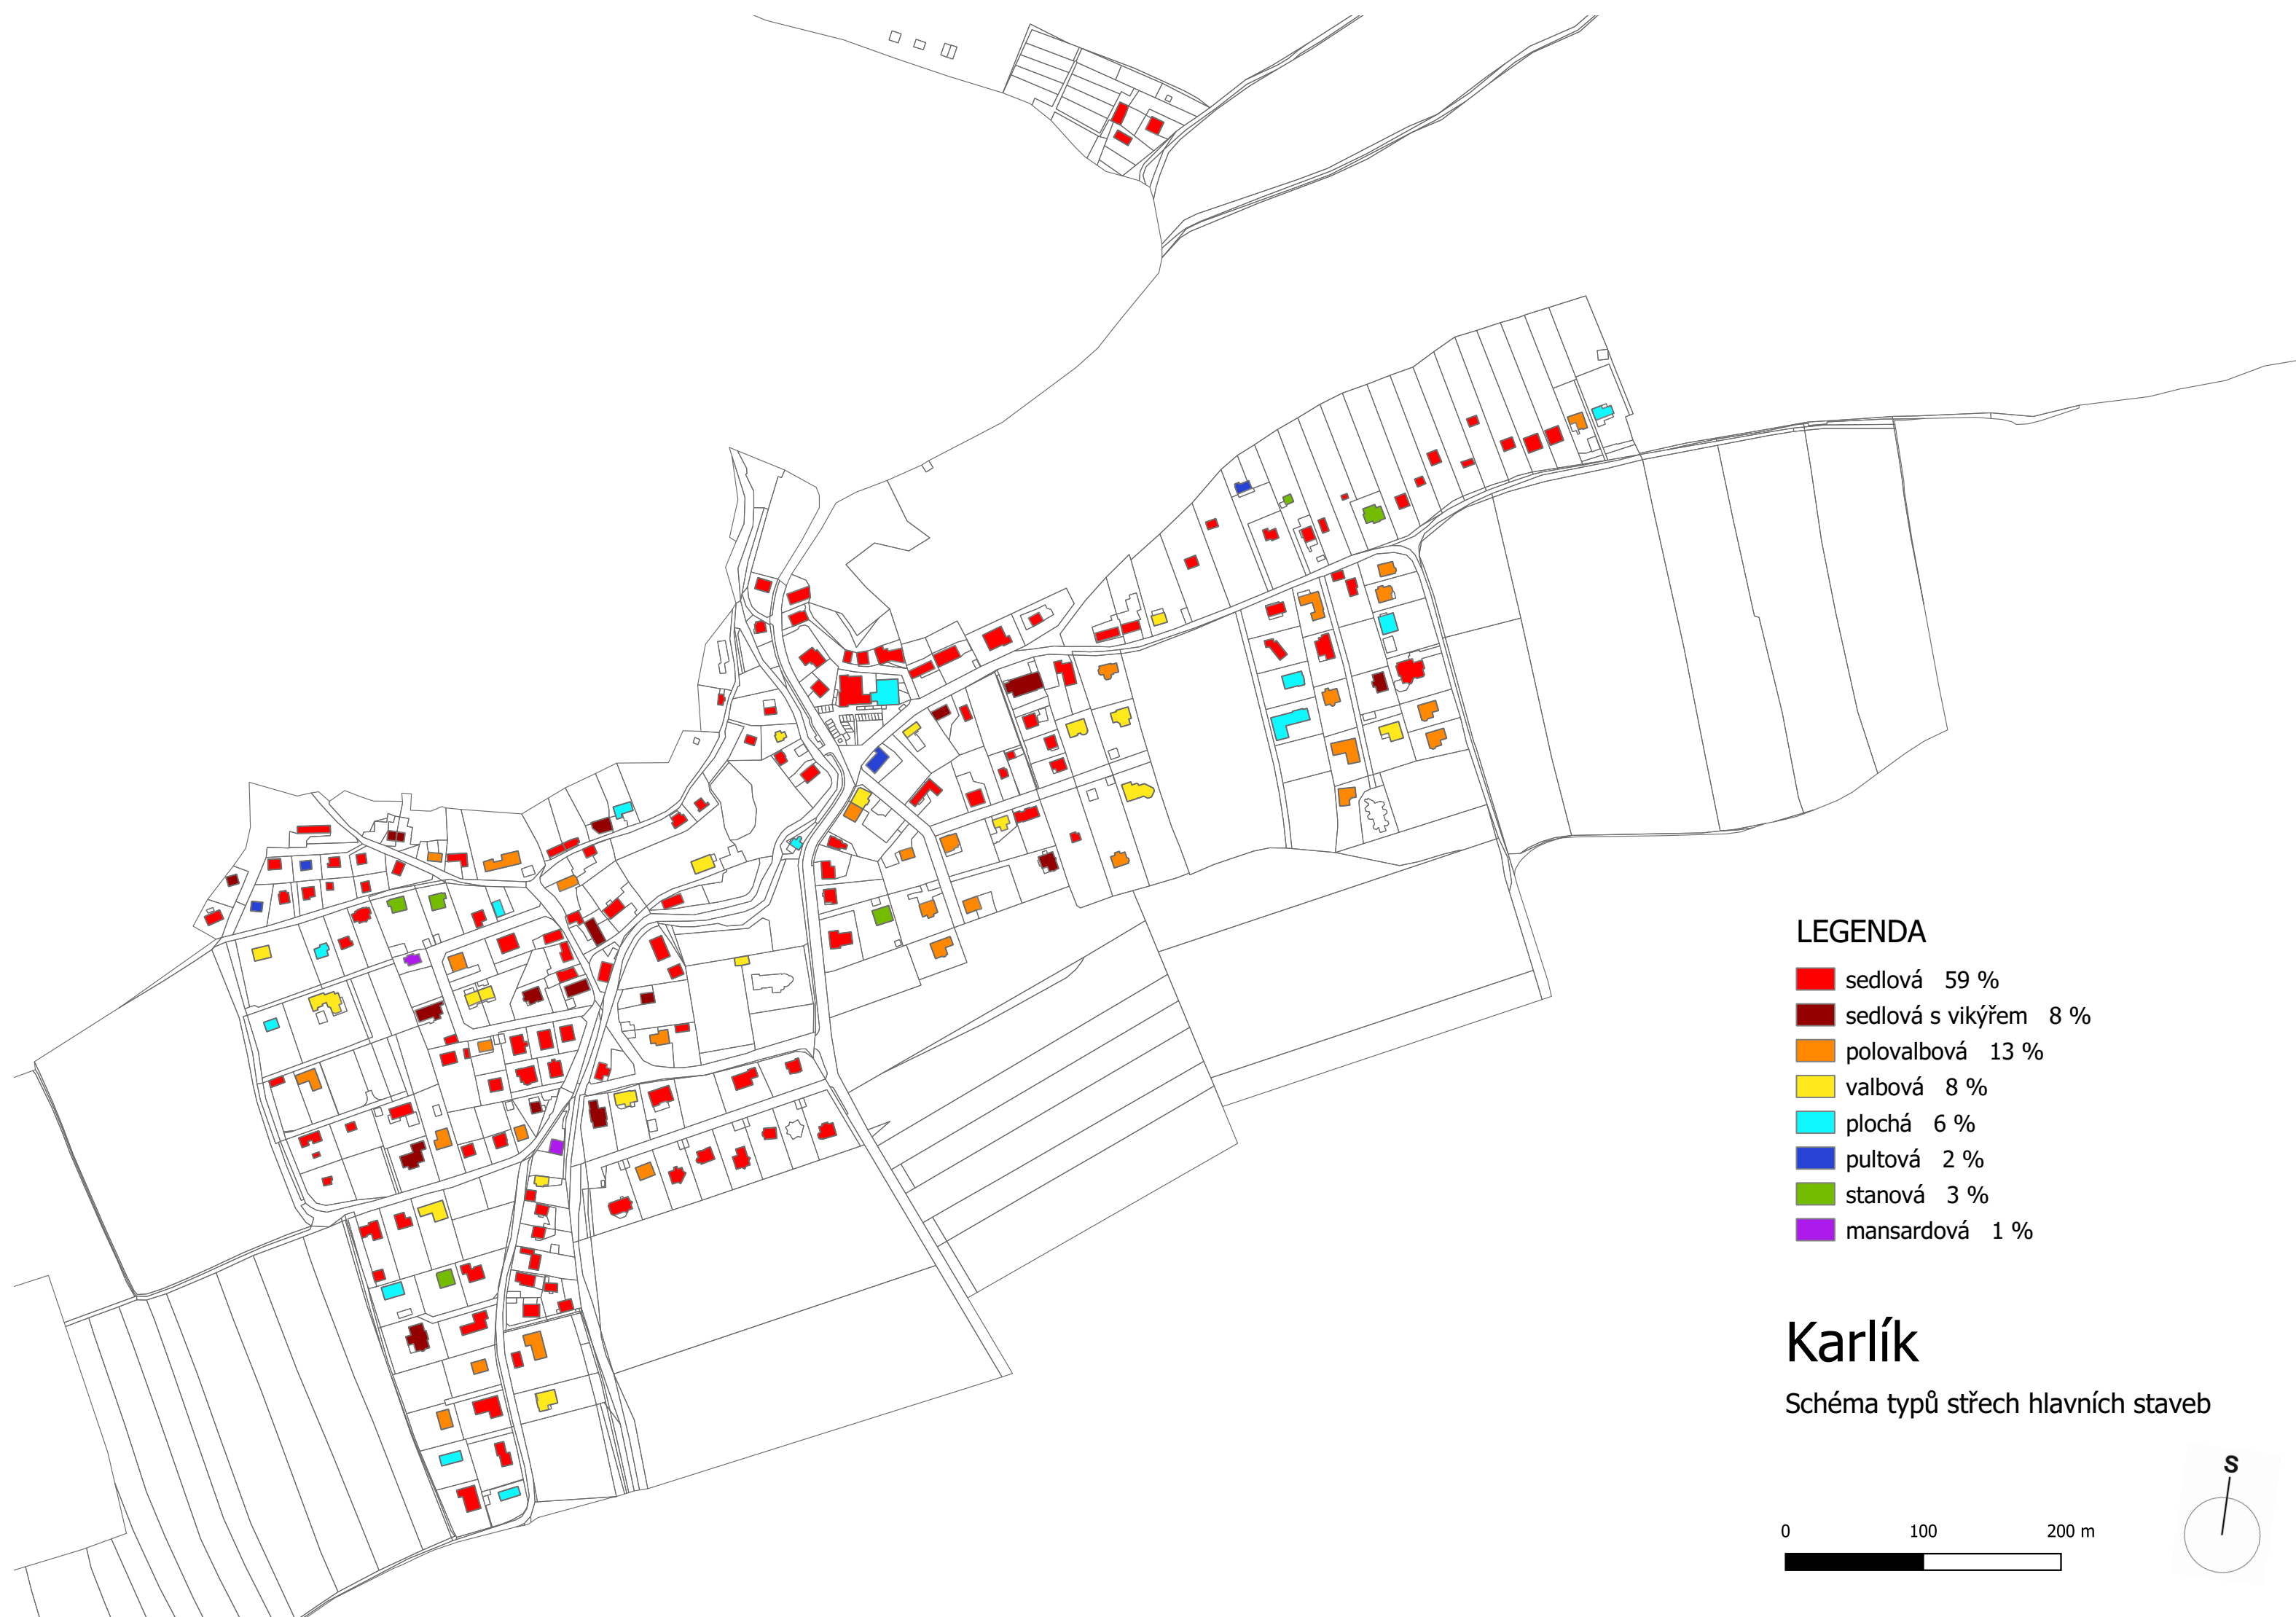 LEGENDA
sedlová 59 %
sedlová s vikýřem 8 %
polovalbová 13 %
valbová 8 %
plochá 6 %
pultová 2 %
stanová 3 %
mansardová 1 %
Karlík
Schéma typů střech hlavních staveb
S
0 100 200 m